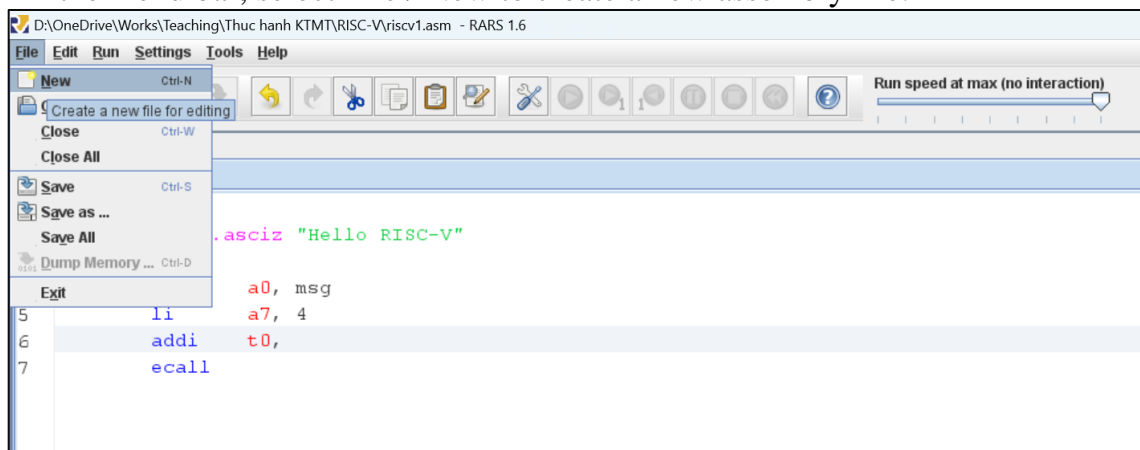 D:\OneDrive\Works\Teaching\Thuc hanh KTMT\RISC-V\riscv1.asm - RARS 1.6
File Edit Run Settings Tools Help
New Ctrl-N
Create a new file for editing
Close Ctrl-W
Close All
Save Ctrl-S
Save as ...
Save All
Dump Memory ... Ctrl-D
Exit
Run speed at max (no interaction)
.asciz "Hello RISC-V"
a0, msg
5 li a7, 4
6 addi t0,
7 ecall